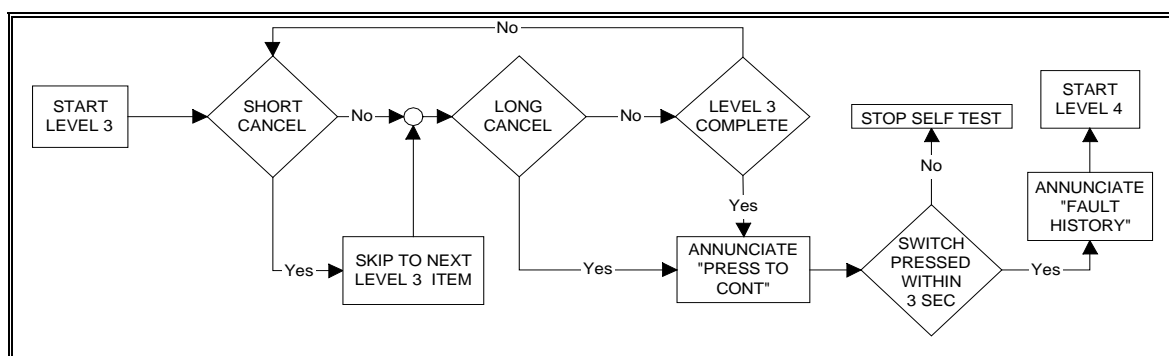 No
START
LEVEL 3
SHORT
CANCEL
No
LONG
CANCEL
No
LEVEL 3
COMPLETE
STOP SELF TEST
START
LEVEL 4
Yes
SKIP TO NEXT
LEVEL 3 ITEM
Yes
Yes
ANNUNCIATE
"PRESS TO
CONT"
No
SWITCH
PRESSED
WITHIN
3 SEC
Yes
ANNUNCIATE
"FAULT
HISTORY"